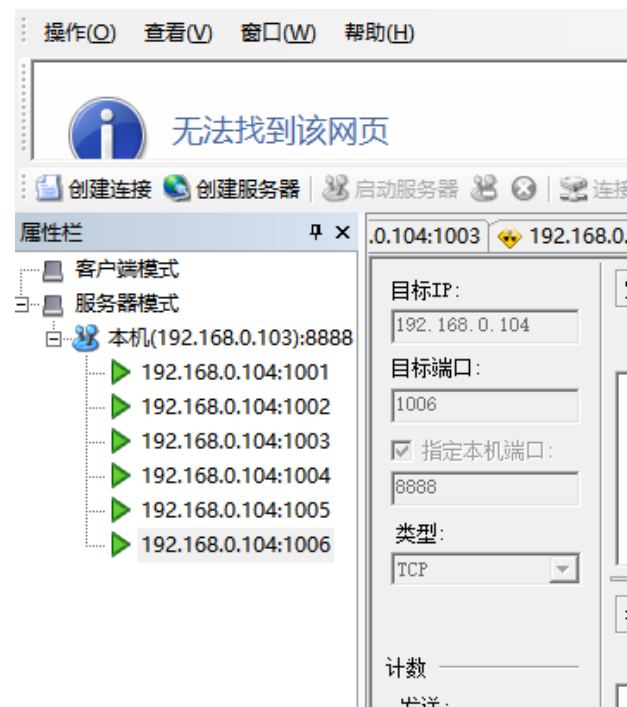 操作(O) 查看(V) 窗口(W) 帮助(H)
无法找到该网页
创建连接 创建服务器 启动服务器 连接
属性栏
.0.104:1003 192.168.0.
客户端模式
服务器模式
本机(192.168.0.103):8888
192.168.0.104:1001
192.168.0.104:1002
192.168.0.104:1003
192.168.0.104:1004
192.168.0.104:1005
192.168.0.104:1006
目标IP:
192.168.0.104
目标端口:
1006
指定本机端口:
8888
类型:
TCP
计数
发送: